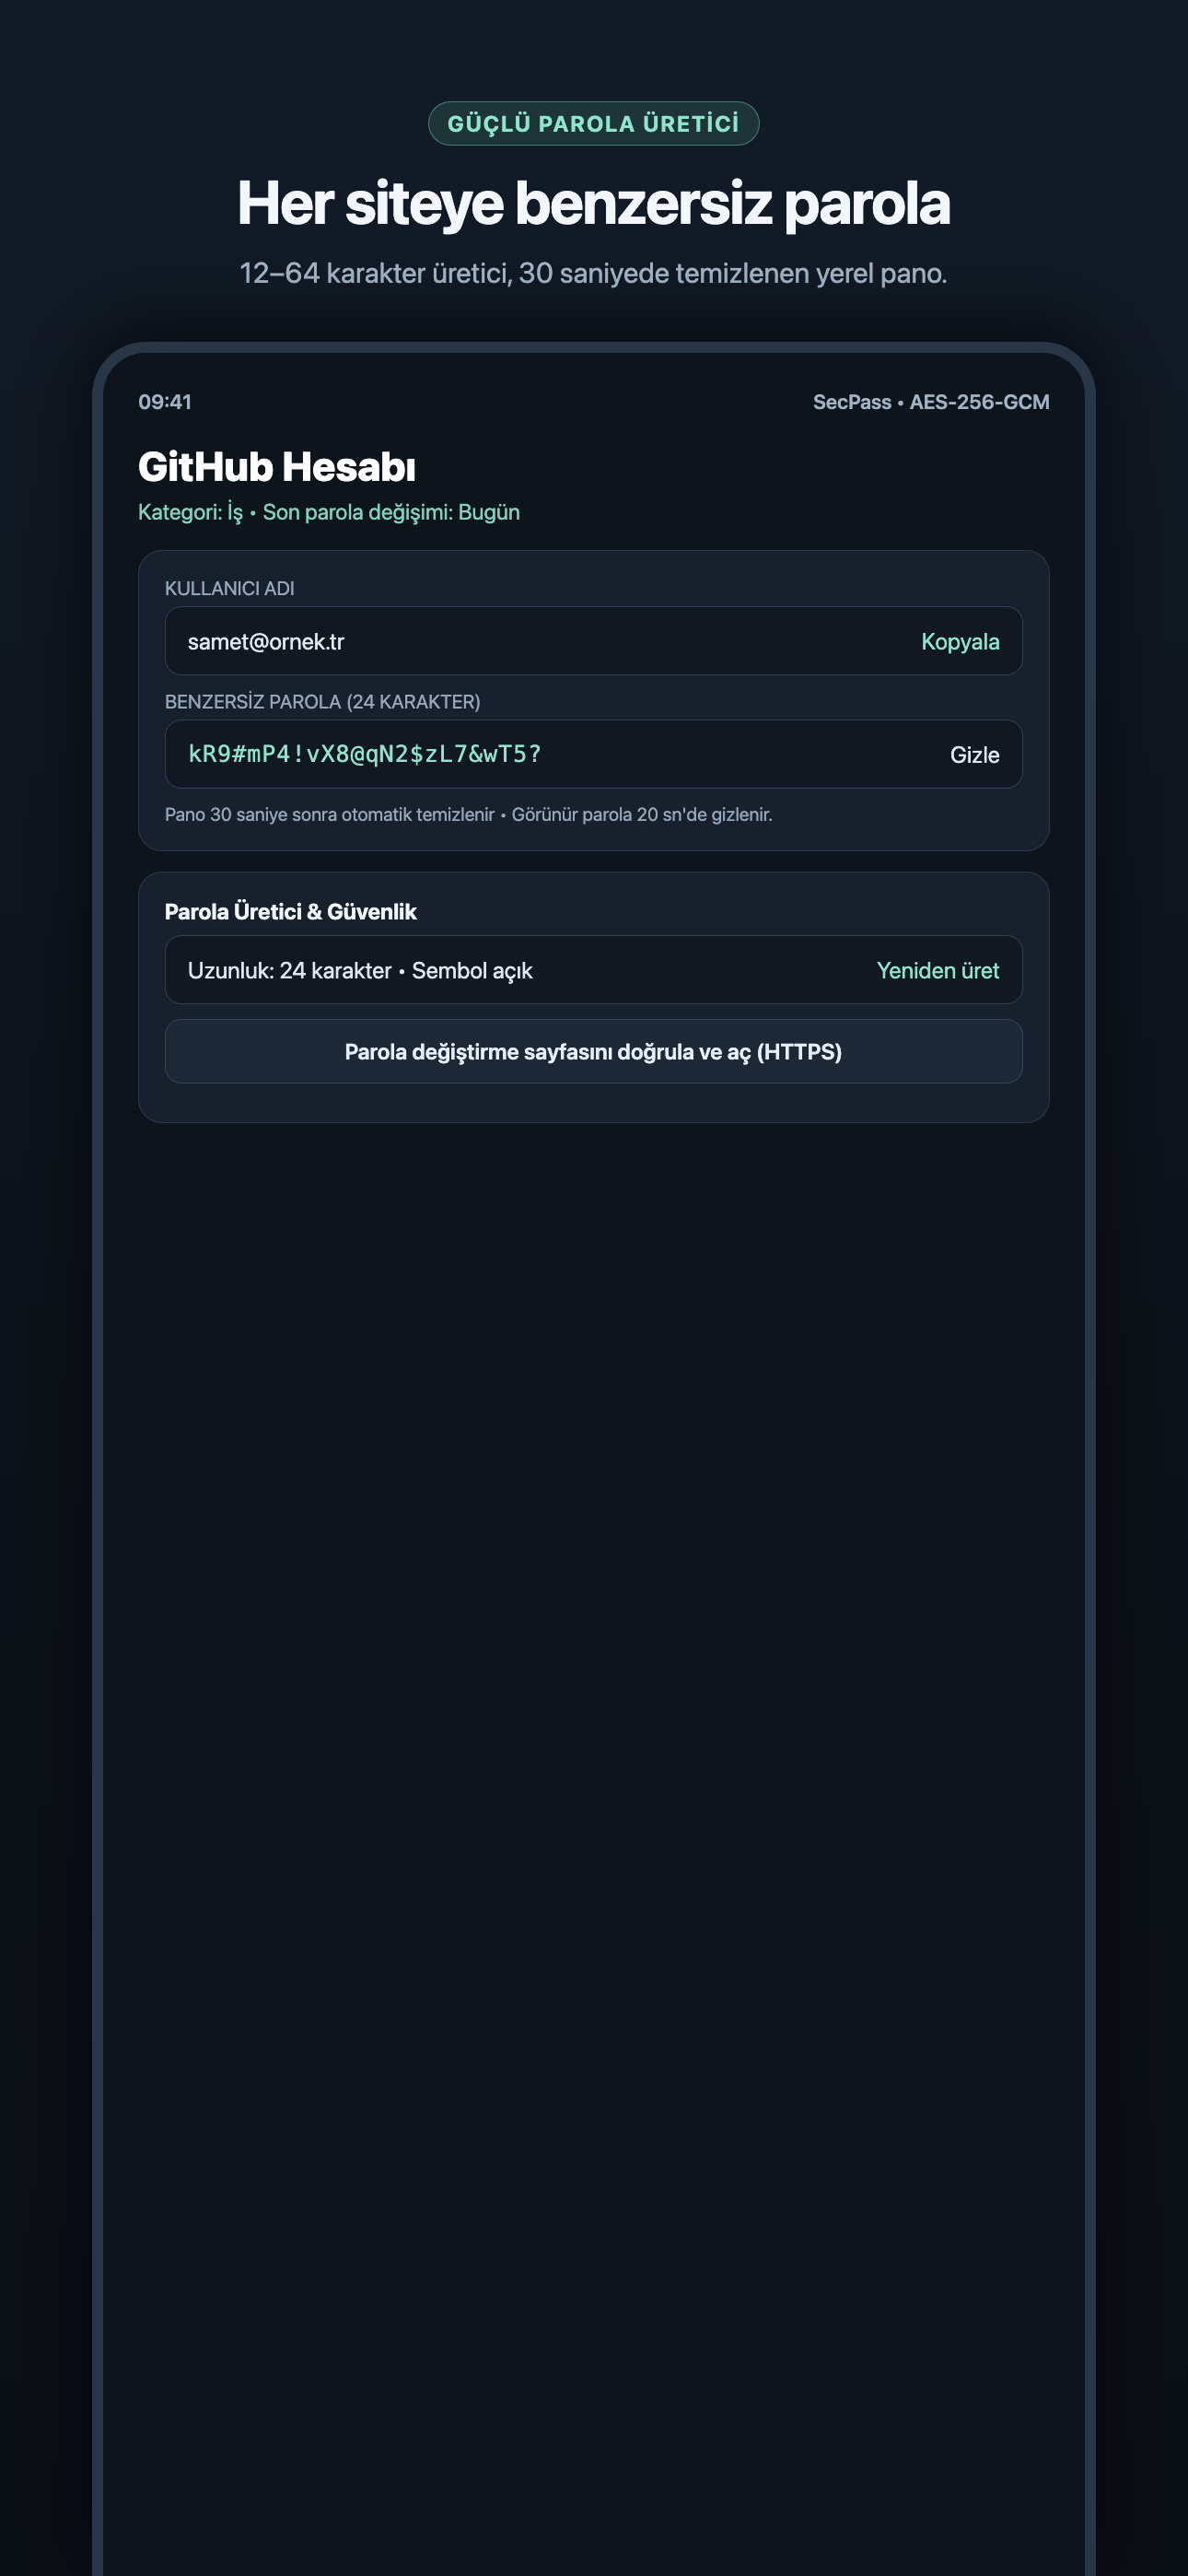 GÜÇLÜ PAROLA ÜRETİCİ
Her siteye benzersiz parola
12–64 karakter üretici, 30 saniyede temizlenen yerel pano.
09:41 SecPass • AES-256-GCM
GitHub Hesabı
Kategori: İş • Son parola değişimi: Bugün
KULLANICI ADI
samet@ornek.tr Kopyala
BENZERSİZ PAROLA (24 KARAKTER)
kR9#mP4!vX8@qN2$zL7&wT5? Gizle
Pano 30 saniye sonra otomatik temizlenir • Görünür parola 20 sn'de gizlenir.
Parola Üretici & Güvenlik
Uzunluk: 24 karakter • Sembol açık Yeniden üret
Parola değiştirme sayfasını doğrula ve aç (HTTPS)